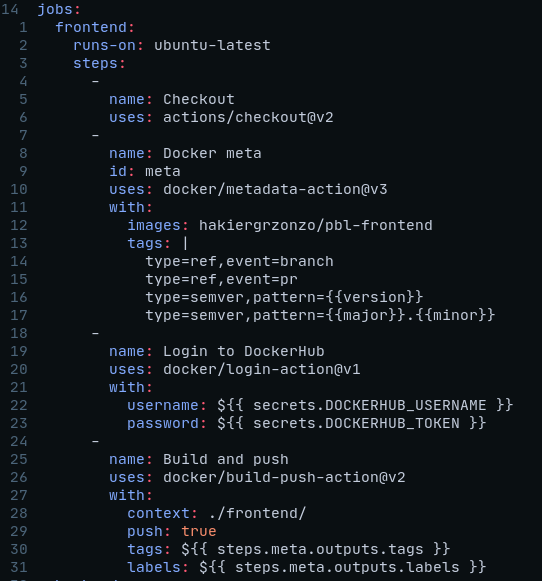 14 jobs:
1 frontend:
2 runs-on: ubuntu-latest
3 steps:
4 -
5 name: Checkout
6 uses: actions/checkout@v2
7 -
8 name: Docker meta
9 id: meta
10 uses: docker/metadata-action@v3
11 with:
12 images: hakiergrzonzo/pbl-frontend
13 tags: |
14 type=ref,event=branch
15 type=ref,event=pr
16 type=semver,pattern={{version}}
17 type=semver,pattern={{major}}.{{minor}}
18 -
19 name: Login to DockerHub
20 uses: docker/login-action@v1
21 with:
22 username: ${{ secrets.DOCKERHUB_USERNAME }}
23 password: ${{ secrets.DOCKERHUB_TOKEN }}
24 -
25 name: Build and push
26 uses: docker/build-push-action@v2
27 with:
28 context: ./frontend/
29 push: true
30 tags: ${{ steps.meta.outputs.tags }}
31 labels: ${{ steps.meta.outputs.labels }}